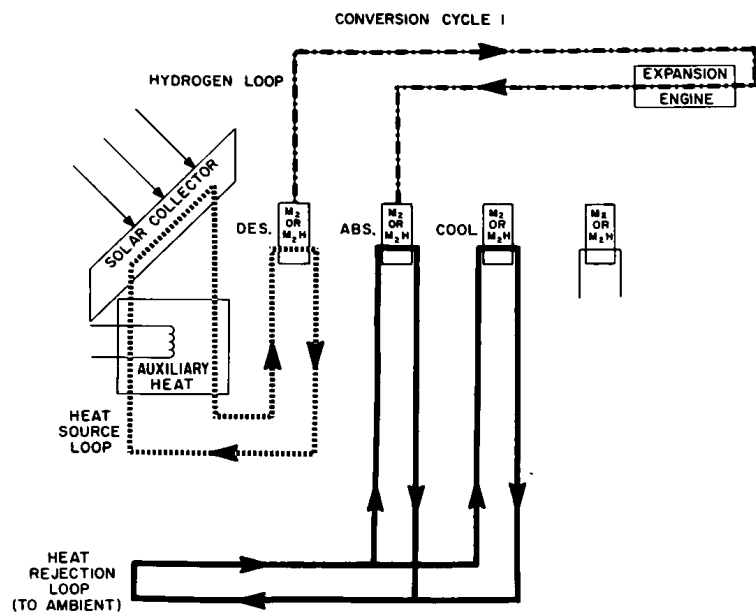 CONVERSION CYCLE I
HYDROGEN LOOP
EXPANSION
ENGINE
SOLAR COLLECTOR
DES.
M₂
OR
M₂H
ABS.
M₂
OR
M₂H
COOL
M₂
OR
M₂H
M₂
OR
M₂H
AUXILIARY
HEAT
HEAT
SOURCE
LOOP
HEAT
REJECTION
LOOP
(TO AMBIENT)